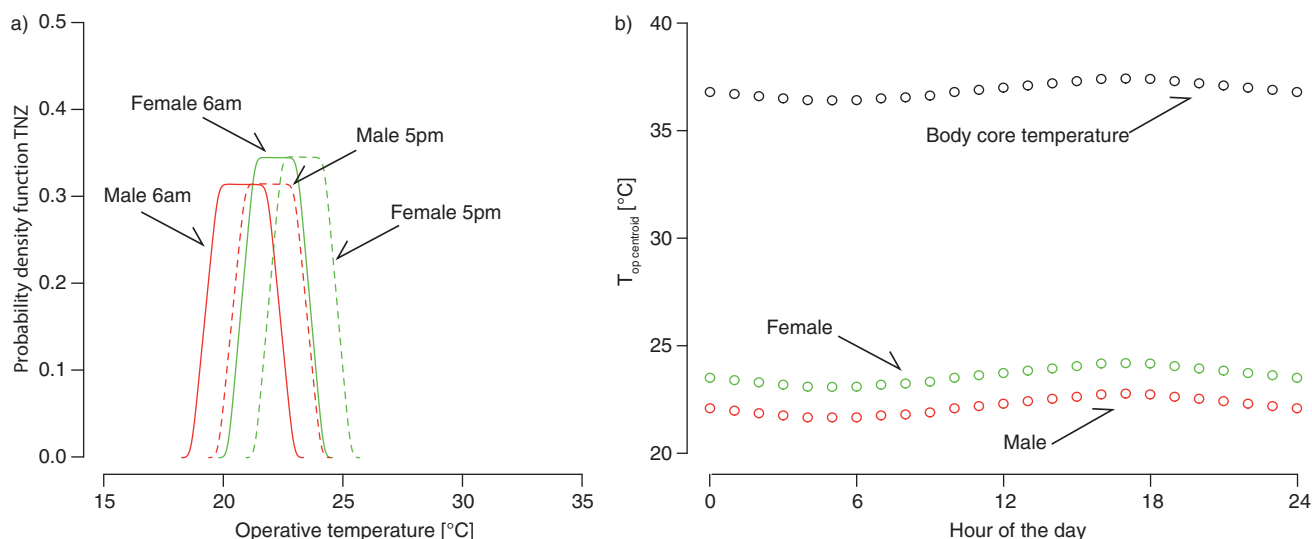 a)
0.5
0.4
0.3
0.2
0.1
0.0
Probability density function TNZ
Female 6am
Male 5pm
Male 6am
Female 5pm
15
20
25
30
35
Operative temperature [°C]
b)
40
35
30
25
20
T op centroid [°C]
Body core temperature
Female
Male
0
6
12
18
24
Hour of the day